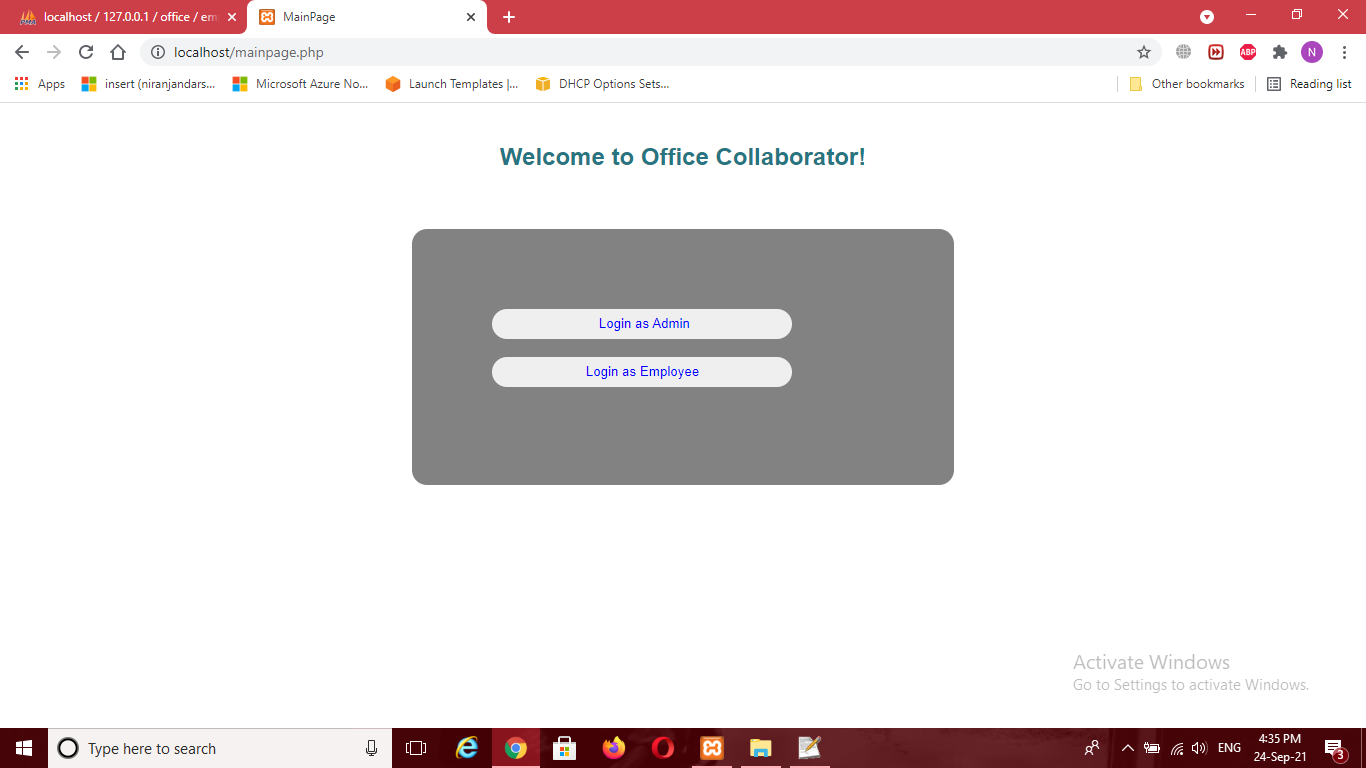 localhost / 127.0.0.1 / office / em
MainPage
localhost/mainpage.php
ABP
N
Apps
insert (niranjandars...
Microsoft Azure No...
Launch Templates |...
DHCP Options Sets...
Other bookmarks
Reading list
Welcome to Office Collaborator!
Login as Admin
Login as Employee
Activate Windows
Go to Settings to activate Windows.
Type here to search
ENG
4:35 PM
24-Sep-21
3